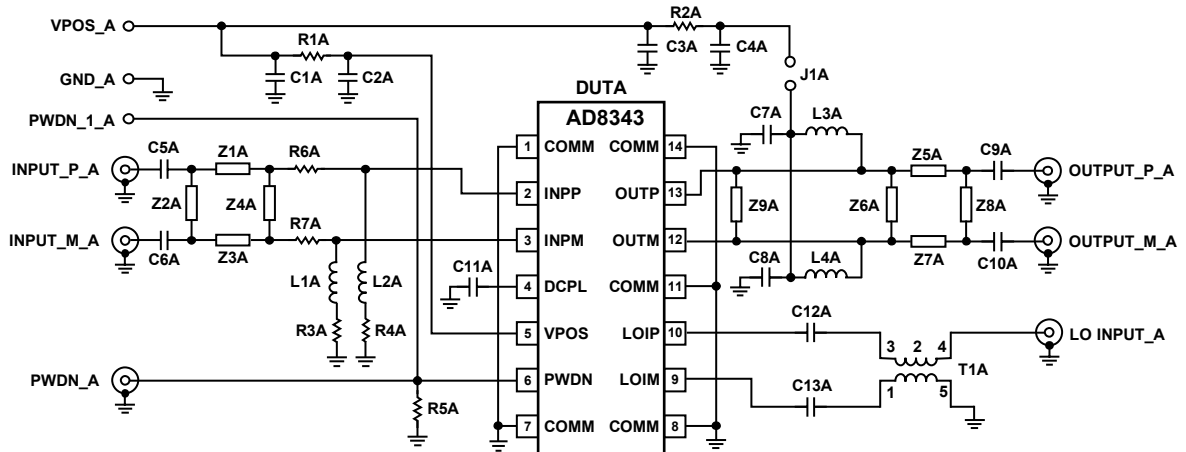 VPOS_A
R1A
C1A
C2A
R2A
C3A
C4A
J1A
GND_A
DUTA
AD8343
PWDN_1_A
C7A
L3A
INPUT_P_A
C5A
Z1A
R6A
Z2A
Z4A
INPUT_M_A
C6A
Z3A
R7A
L1A
L2A
R3A
R4A
C11A
PWDN_A
R5A
1 COMM COMM 14
2 INPP OUTP 13
3 INPM OUTM 12
4 DCPL COMM 11
5 VPOS LOIP 10
6 PWDN LOIM 9
7 COMM COMM 8
Z9A
Z6A
Z5A
Z8A
C9A
OUTPUT_P_A
Z7A
C10A
OUTPUT_M_A
C8A
L4A
C12A
C13A
3 2 4
1 5
T1A
LO INPUT_A